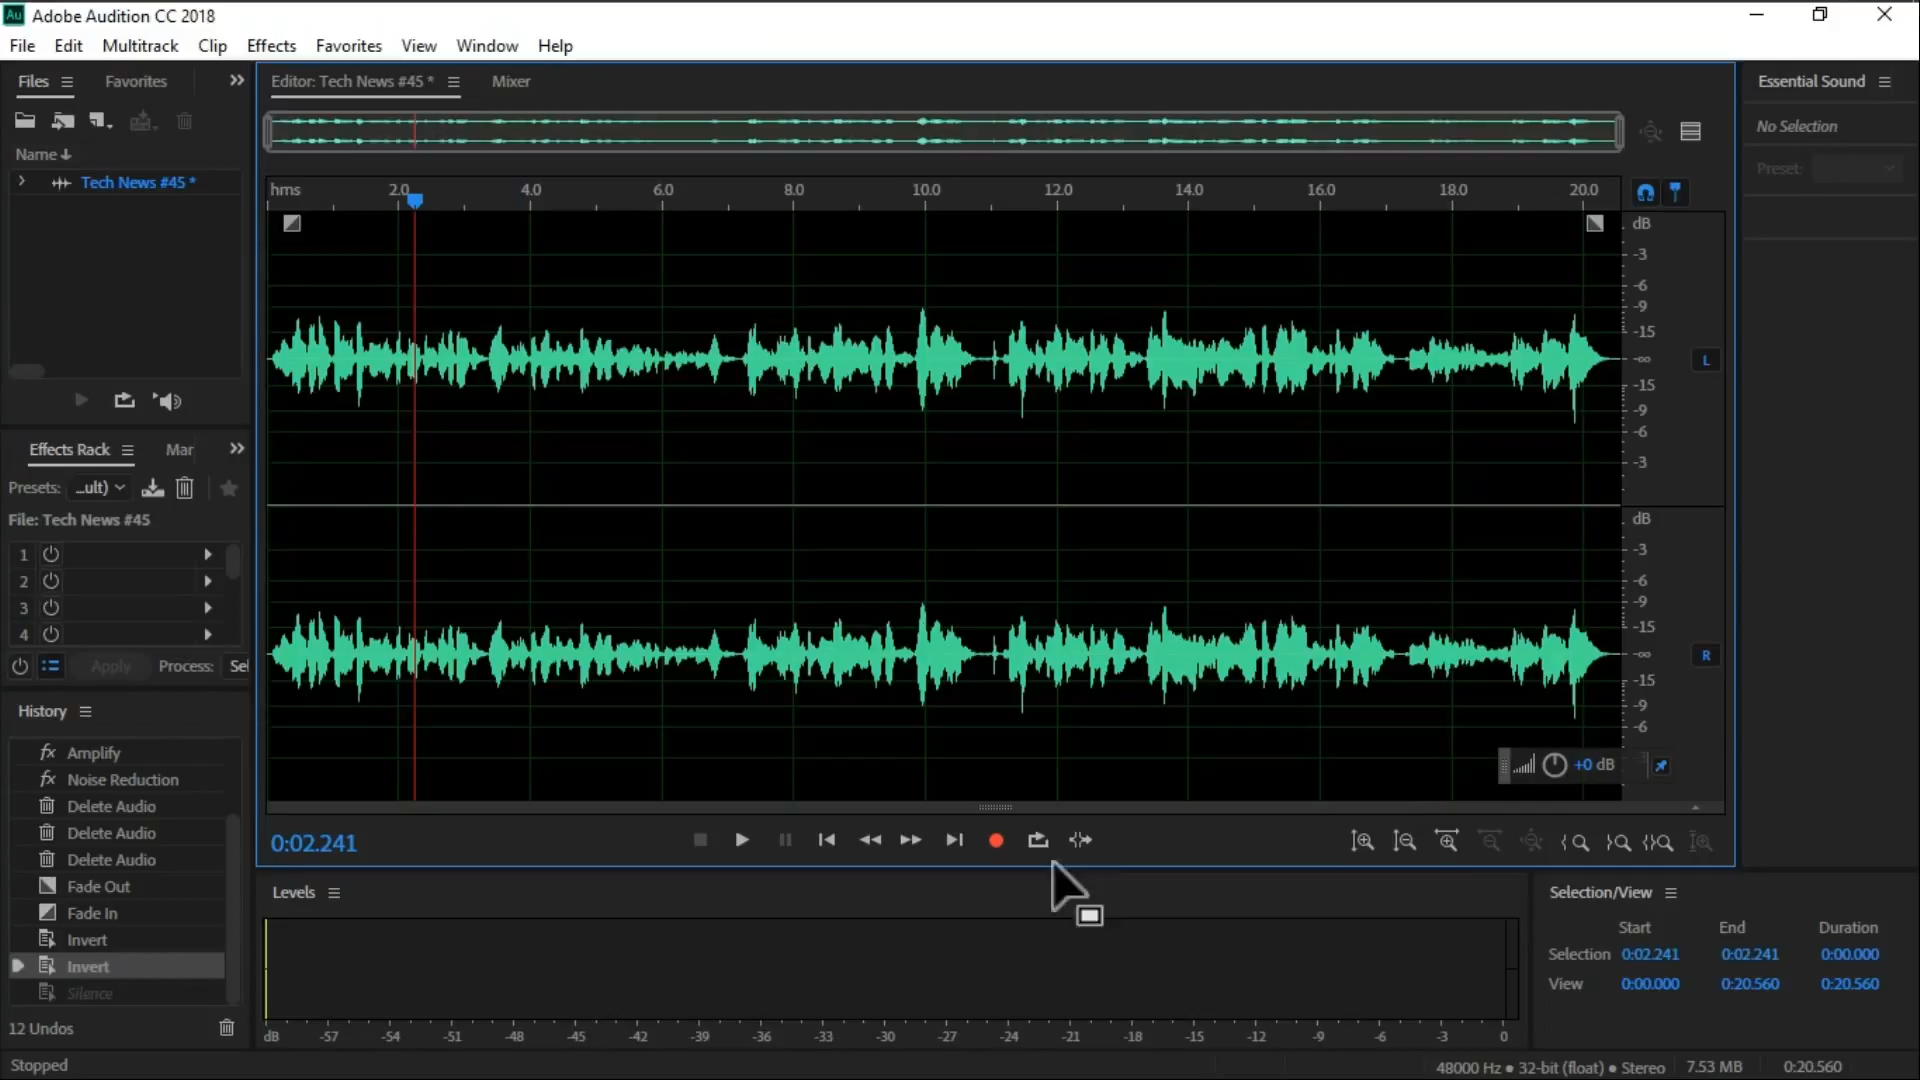 Au Adobe Audition CC 2018
File Edit Multitrack Clip Effects Favorites View Window Help
Files Favorites
Editor: Tech News #45 * Mixer
Essential Sound
No Selection
Preset:
Name
Tech News #45 *
hms 2.0 4.0 6.0 8.0 10.0 12.0 14.0 16.0 18.0 20.0
dB
-3
-6
-9
-15
-∞
-15
-9
-6
-3
L
dB
-3
-6
-9
-15
-∞
-15
-9
-6
R
+0 dB
Effects Rack Mar
Presets: ...ult)
File: Tech News #45
1
2
3
4
Apply Process: Sel
History
Amplify
Noise Reduction
Delete Audio
Delete Audio
Delete Audio
Fade Out
Fade In
Invert
Invert
Silence
12 Undos
0:02.241
Levels
dB -57 -54 -51 -48 -45 -42 -39 -36 -33 -30 -27 -24 -21 -18 -15 -12 -9 -6 -3 0
Selection/View
Start End Duration
Selection 0:02.241 0:02.241 0:00.000
View 0:00.000 0:20.560 0:20.560
Stopped
48000 Hz ● 32-bit (float) ● Stereo 7.53 MB 0:20.560